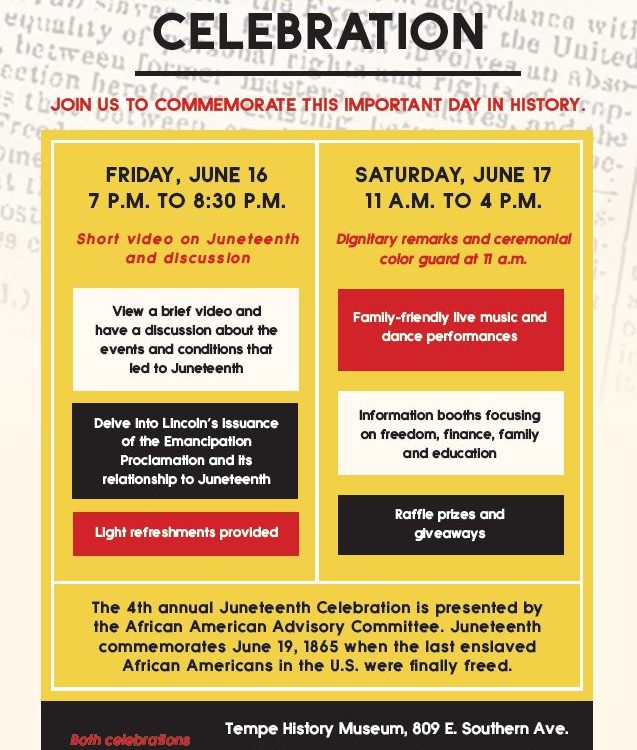 CELEBRATION
JOIN US TO COMMEMORATE THIS IMPORTANT DAY IN HISTORY.
FRIDAY, JUNE 16
7 P.M. TO 8:30 P.M.
Short video on Juneteenth
and discussion
View a brief video and
have a discussion about the
events and conditions that
led to Juneteenth
Delve into Lincoln's issuance
of the Emancipation
Proclamation and its
relationship to Juneteenth
Light refreshments provided
SATURDAY, JUNE 17
11 A.M. TO 4 P.M.
Dignitary remarks and ceremonial
color guard at 11 a.m.
Family-friendly live music and
dance performances
Information booths focusing
on freedom, finance, family
and education
Raffle prizes and
giveaways
The 4th annual Juneteenth Celebration is presented by
the African American Advisory Committee. Juneteenth
commemorates June 19, 1865 when the last enslaved
African Americans in the U.S. were finally freed.
Both celebrations
Tempe History Museum, 809 E. Southern Ave.